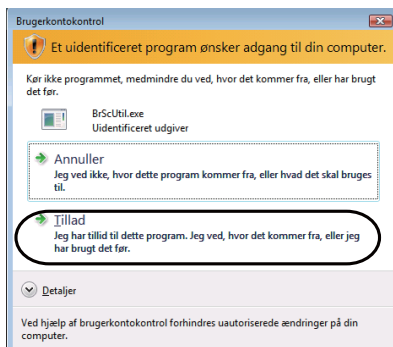 Brugerkontokontrol
Et uidentificeret program ønsker adgang til din computer.
Kør ikke programmet, medmindre du ved, hvor det kommer fra, eller har brugt
det før.
BrScUtil.exe
Uidentificeret udgiver
Annuller
Jeg ved ikke, hvor dette program kommer fra, eller hvad det skal bruges
til.
Tillad
Jeg har tillid til dette program. Jeg ved, hvor det kommer fra, eller jeg
har brugt det før.
Detaljer
Ved hjælp af brugerkontokontrol forhindres uautoriserede ændringer på din
computer.